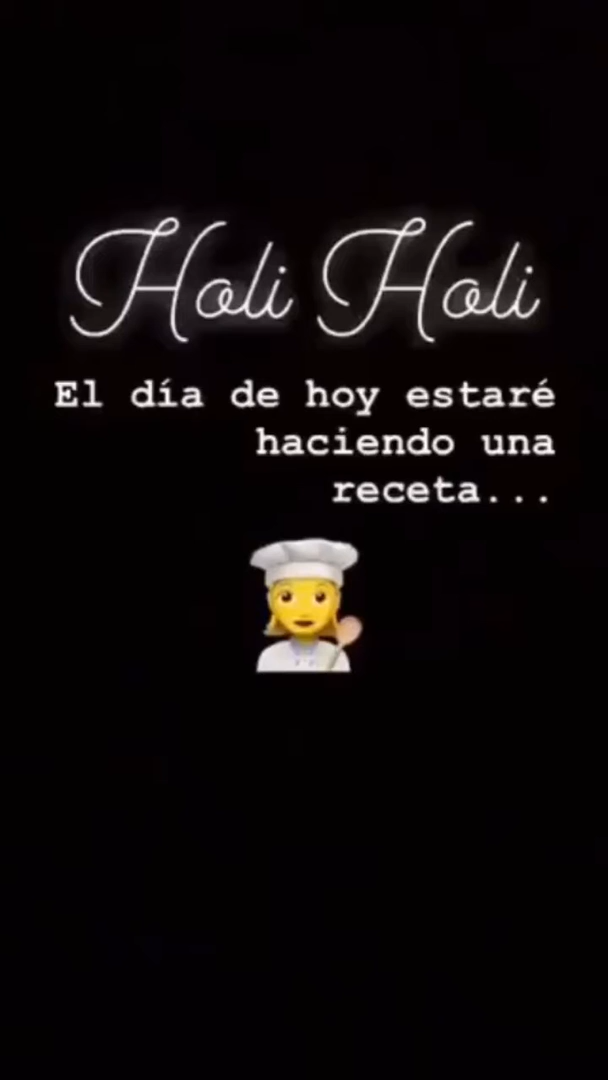 Holi Holi
El día de hoy estaré
haciendo una
receta...